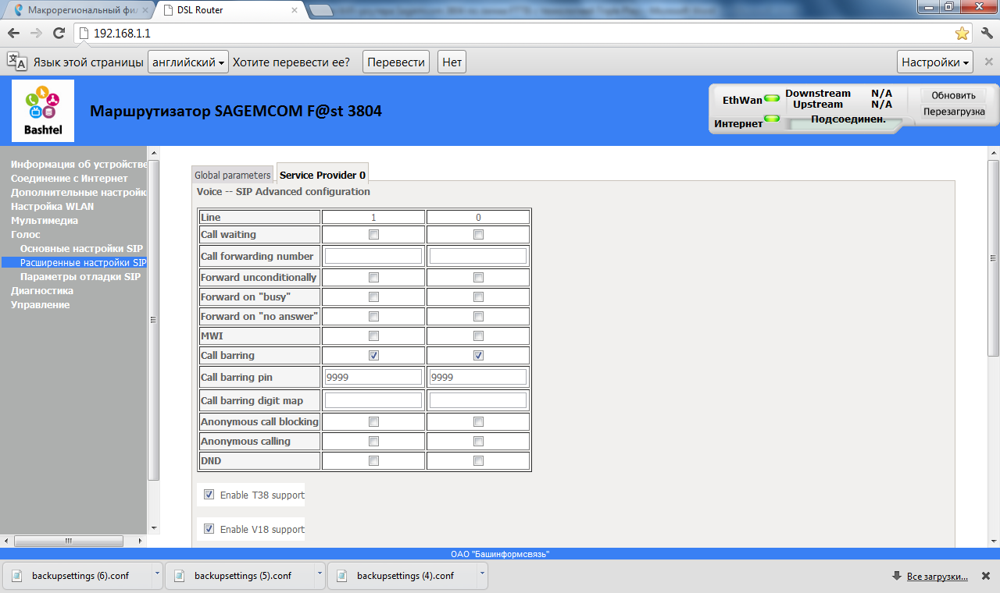 Макрорегиональный фил
DSL Router
192.168.1.1
Язык этой страницы английский Хотите перевести ее? Перевести Нет Настройки
Bashtel
Маршрутизатор SAGEMCOM F@st 3804
EthWan Downstream N/A
Upstream N/A
Интернет Подсоединен.
Обновить
Перезагрузка
Информация об устройстве
Соединение с Интернет
Дополнительные настройк
Настройка WLAN
Мультимедиа
Голос
Основные настройки SIP
Расширенные настройки SIP
Параметры отладки SIP
Диагностика
Управление
Global parameters Service Provider 0
Voice -- SIP Advanced configuration
Line 1 0
Call waiting
Call forwarding number
Forward unconditionally
Forward on "busy"
Forward on "no answer"
MWI
Call barring
Call barring pin 9999 9999
Call barring digit map
Anonymous call blocking
Anonymous calling
DND
Enable T38 support
Enable V18 support
ОАО "Башинформсвязь"
backupsettings (6).conf backupsettings (5).conf backupsettings (4).conf Все загрузки...